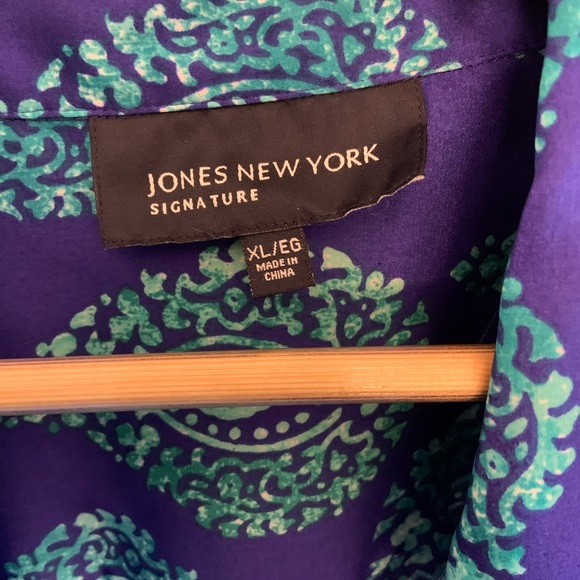 JONES NEW YORK
SIGNATURE
XL/EG
MADE IN
CHINA